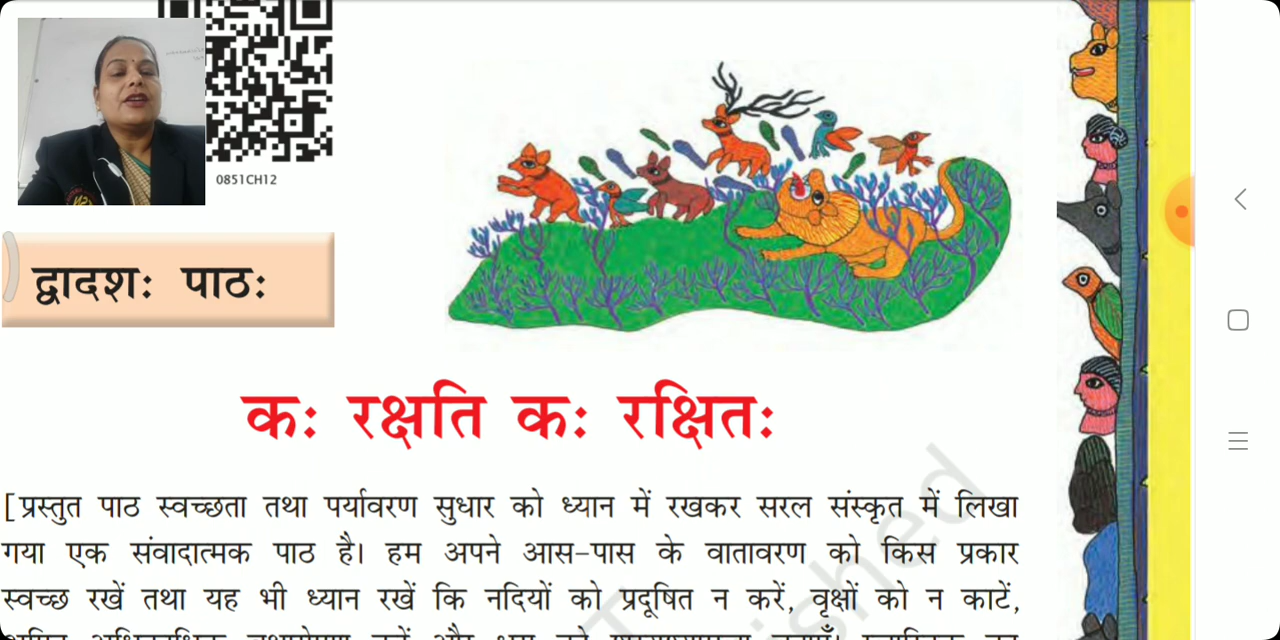 0851CH12
द्वादशः पाठः
कः रक्षति कः रक्षितः
[प्रस्तुत पाठ स्वच्छता तथा पर्यावरण सुधार को ध्यान में रखकर सरल संस्कृत में लिखा
गया एक संवादात्मक पाठ है। हम अपने आस-पास के वातावरण को किस प्रकार
स्वच्छ रखें तथा यह भी ध्यान रखें कि नदियों को प्रदूषित न करें, वृक्षों को न काटें,